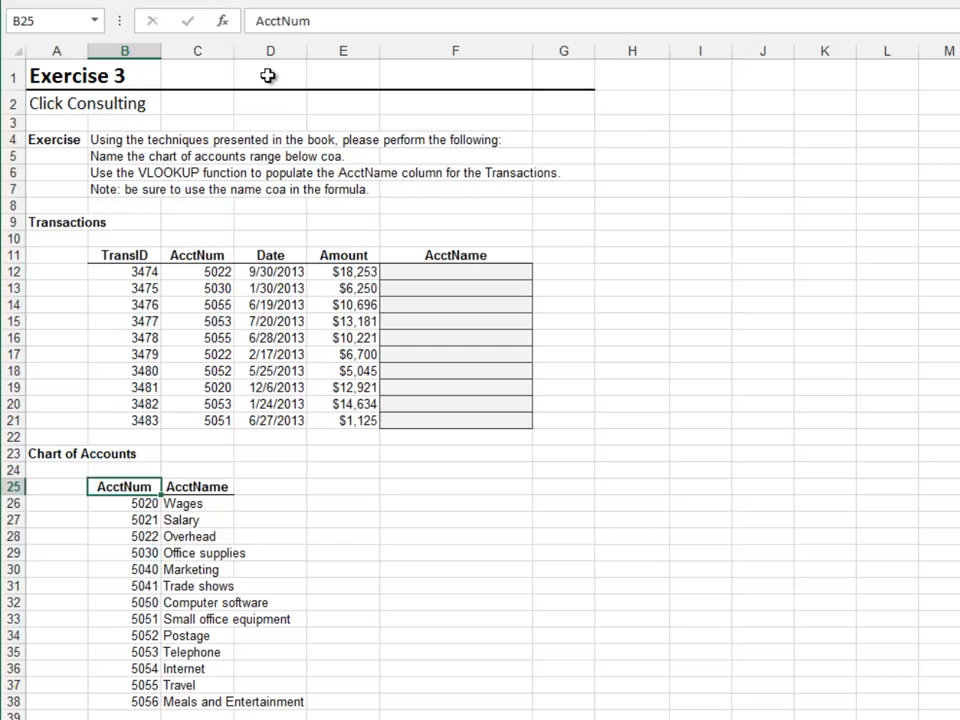 B25 fx AcctNum
A B C D E F G H I J K L M
1 Exercise 3
2 Click Consulting
3
4 Exercise Using the techniques presented in the book, please perform the following:
5 Name the chart of accounts range below coa.
6 Use the VLOOKUP function to populate the AcctName column for the Transactions.
7 Note: be sure to use the name coa in the formula.
8
9 Transactions
10
11 TransID AcctNum Date Amount AcctName
12 3474 5022 9/30/2013 $18,253
13 3475 5030 1/30/2013 $6,250
14 3476 5055 6/19/2013 $10,696
15 3477 5053 7/20/2013 $13,181
16 3478 5055 6/28/2013 $10,221
17 3479 5022 2/17/2013 $6,700
18 3480 5052 5/25/2013 $5,045
19 3481 5020 12/6/2013 $12,921
20 3482 5053 1/24/2013 $14,634
21 3483 5051 6/27/2013 $1,125
22
23 Chart of Accounts
24
25 AcctNum AcctName
26 5020 Wages
27 5021 Salary
28 5022 Overhead
29 5030 Office supplies
30 5040 Marketing
31 5041 Trade shows
32 5050 Computer software
33 5051 Small office equipment
34 5052 Postage
35 5053 Telephone
36 5054 Internet
37 5055 Travel
38 5056 Meals and Entertainment
39